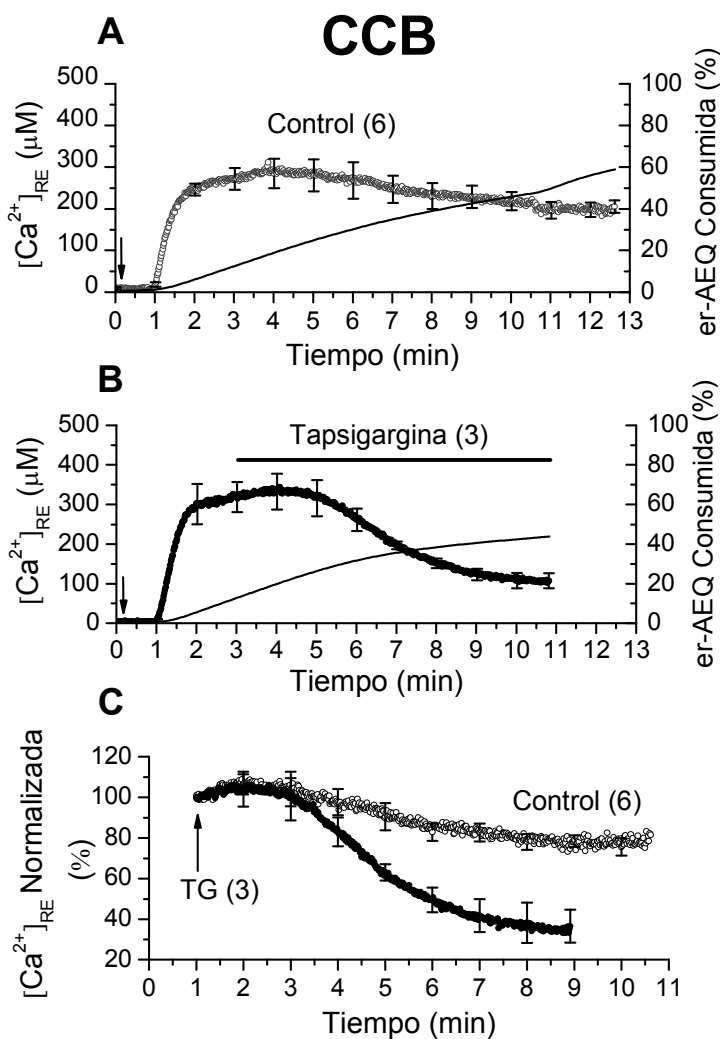 A
CCB
[Ca²⁺]RE (µM)
500
400
300
200
100
0
Control (6)
100
80
60
40
20
0
er-AEQ Consumida (%)
0 1 2 3 4 5 6 7 8 9 10 11 12 13
Tiempo (min)
B
[Ca²⁺]RE (µM)
500
400
300
200
100
0
Tapsigargina (3)
100
80
60
40
20
0
er-AEQ Consumida (%)
0 1 2 3 4 5 6 7 8 9 10 11 12 13
Tiempo (min)
C
[Ca²⁺]RE Normalizada
(%)
120
100
80
60
40
20
Control (6)
TG (3)
0 1 2 3 4 5 6 7 8 9 10 11
Tiempo (min)